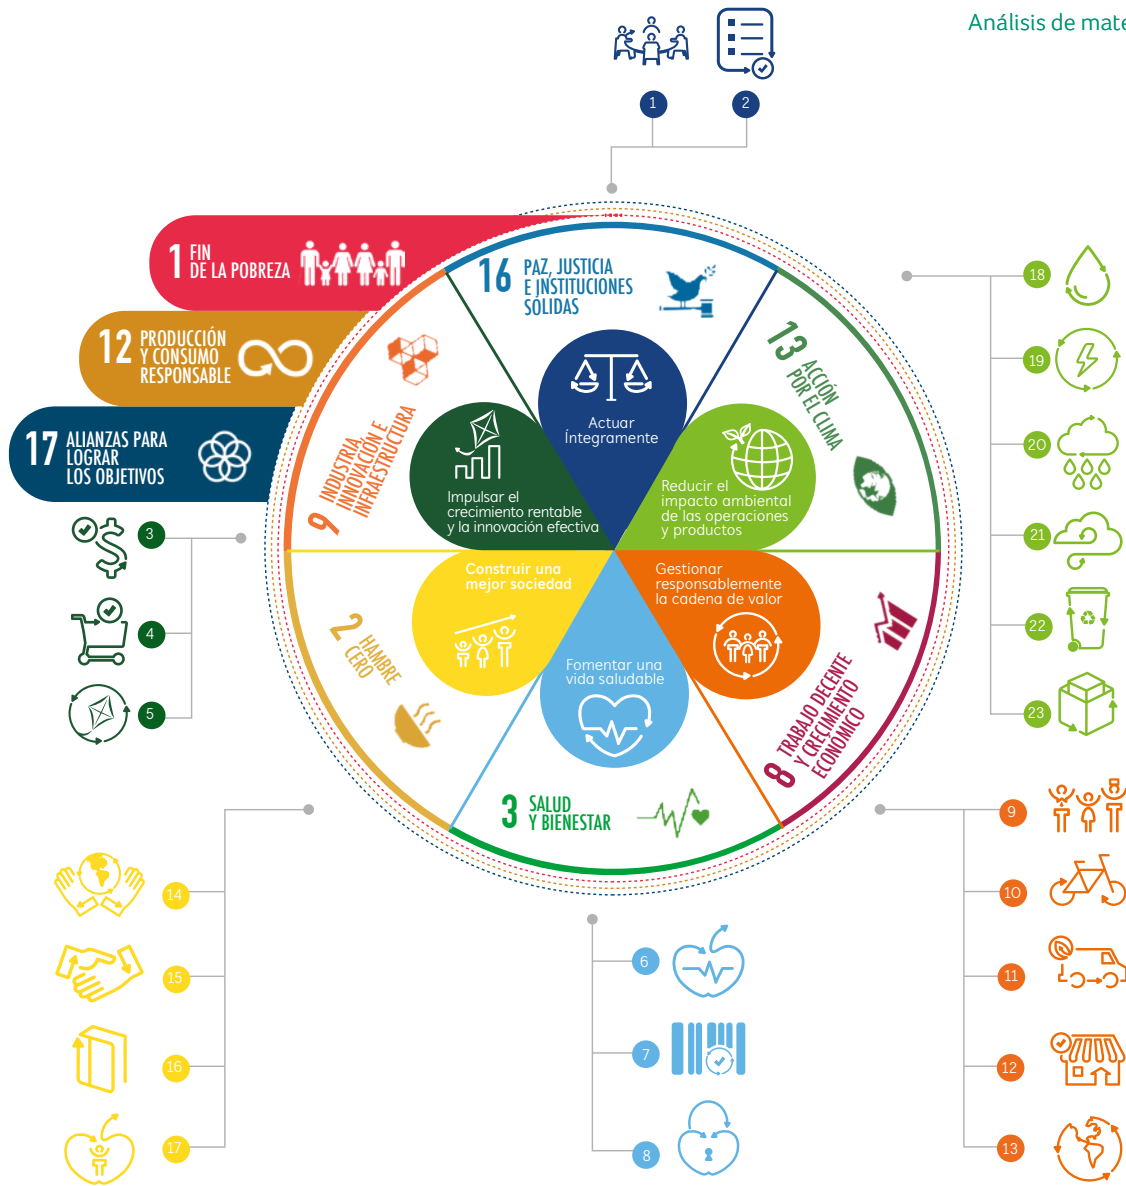 Análisis de mate
1
2
1 FIN
DE LA POBREZA
12 PRODUCCIÓN
Y CONSUMO
RESPONSABLE
17 ALIANZAS PARA
LOGRAR
LOS OBJETIVOS
16 PAZ, JUSTICIA
E INSTITUCIONES
SÓLIDAS
13 ACCIÓN
POR EL CLIMA
9 INDUSTRIA,
INNOVACIÓN E
INFRAESTRUCTURA
Actuar
Íntegramente
Impulsar el
crecimiento rentable
y la innovación efectiva
Reducir el
impacto ambiental
de las operaciones
y productos
Construir una
mejor sociedad
Gestionar
responsablemente
la cadena de valor
Fomentar una
vida saludable
2 HAMBRE
CERO
8 TRABAJO DECENTE
Y CRECIMIENTO
ECONÓMICO
3 SALUD
Y BIENESTAR
3
4
5
18
19
20
21
22
23
14
15
16
17
6
7
8
9
10
11
12
13